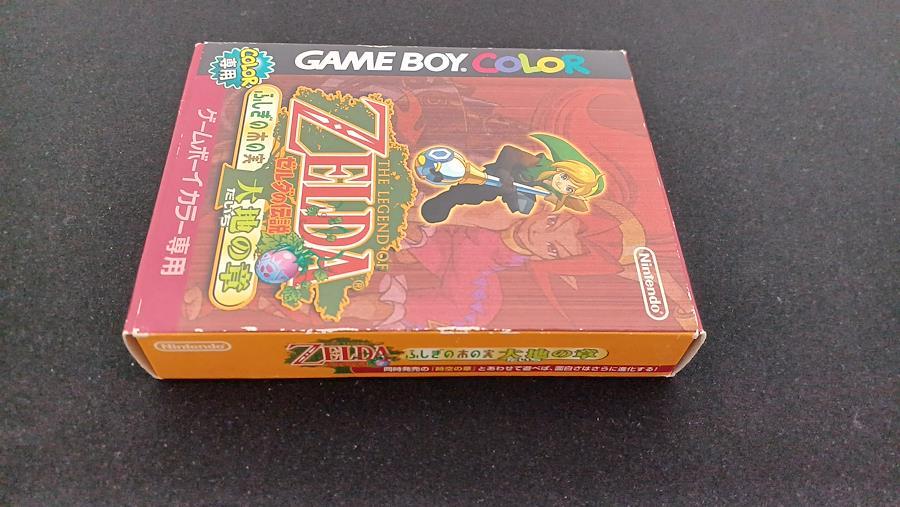 GAME BOY COLOR
COLOR
専用
ゲームボーイカラー専用
THE LEGEND OF
ZELDA®
ゼルダの伝説
ふしぎの木の実
大地の章
だいち
Nintendo®
Nintendo®
ZELDA
ふしぎの木の実
大地の章
だいち
同時発売の「時空の章」とあわせて遊べば、面白さはさらに進化する!